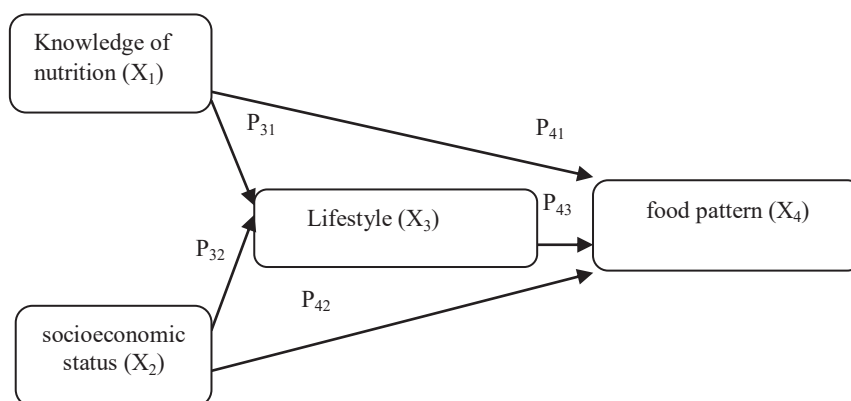 Knowledge of
nutrition (X₁)
P₃₁
P₄₁
Lifestyle (X₃)
P₄₃
food pattern (X₄)
P₃₂
P₄₂
socioeconomic
status (X₂)